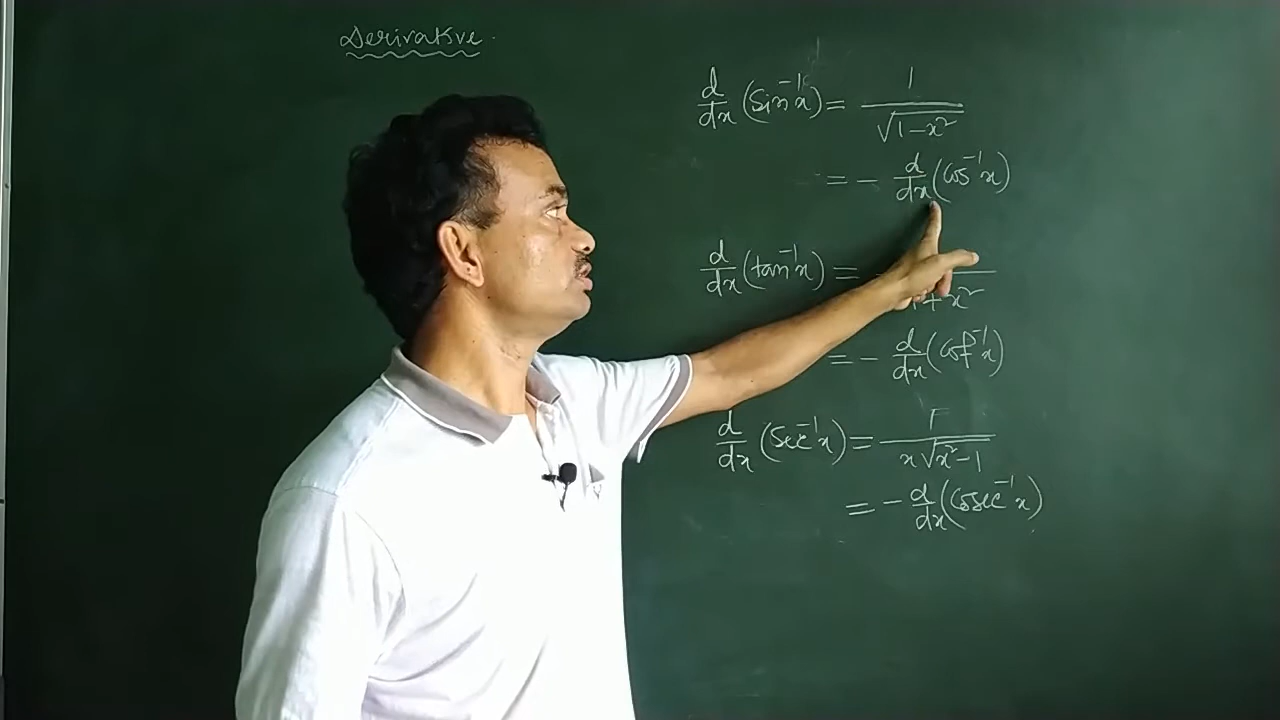 Derivative.
d/dx (Sin⁻¹x) = 1/√(1-x²)
= - d/dx (cos⁻¹x)
d/dx (tan⁻¹x) = 1+x²
= - d/dx (cot⁻¹x)
d/dx (Sec⁻¹x) = 1/x√(x²-1)
= - d/dx (cosec⁻¹x)